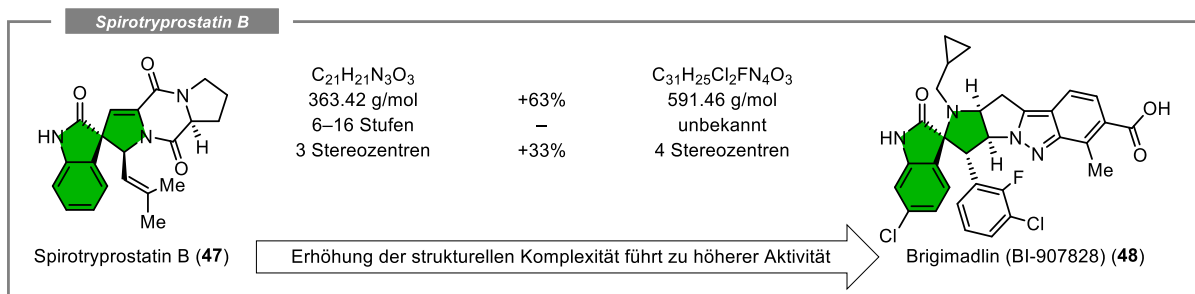 Spirotryprostatin B
C21H21N3O3
363.42 g/mol
6–16 Stufen
3 Stereozentren
+63%
–
+33%
C31H25Cl2FN4O3
591.46 g/mol
unbekannt
4 Stereozentren
O
O
N
HN
N
H
O
Me
Me
O
HN
N
H
H
N
N
OH
O
Me
F
Cl
Cl
Spirotryprostatin B (47)
Erhöhung der strukturellen Komplexität führt zu höherer Aktivität
Brigimadlin (BI-907828) (48)